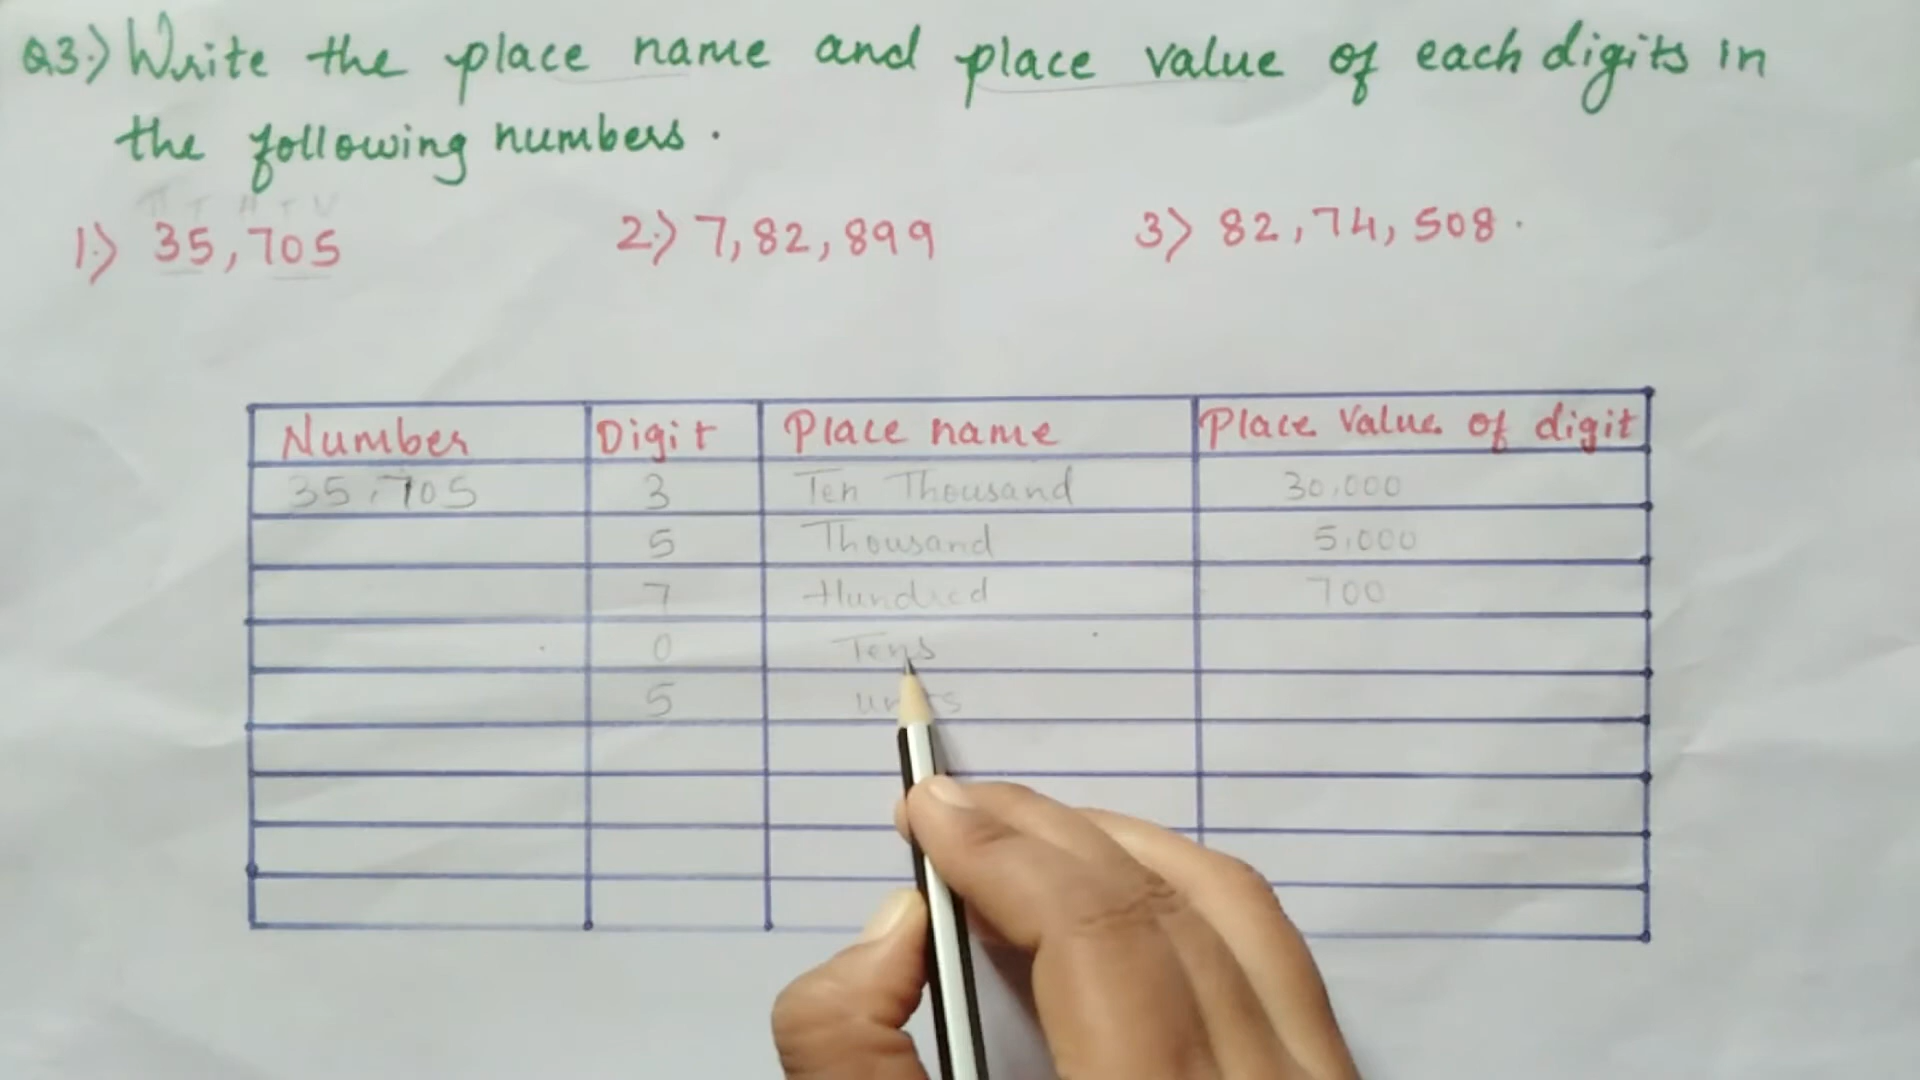 Q3.) Write the place name and place value of each digits in
the following numbers.
TT T H T U
1.) 35,705 2.) 7,82,899 3) 82,74,508.
Number Digit Place name Place Value of digit
35,705 3 Ten Thousand 30,000
5 Thousand 5,000
7 Hundred 700
0 Tens
5